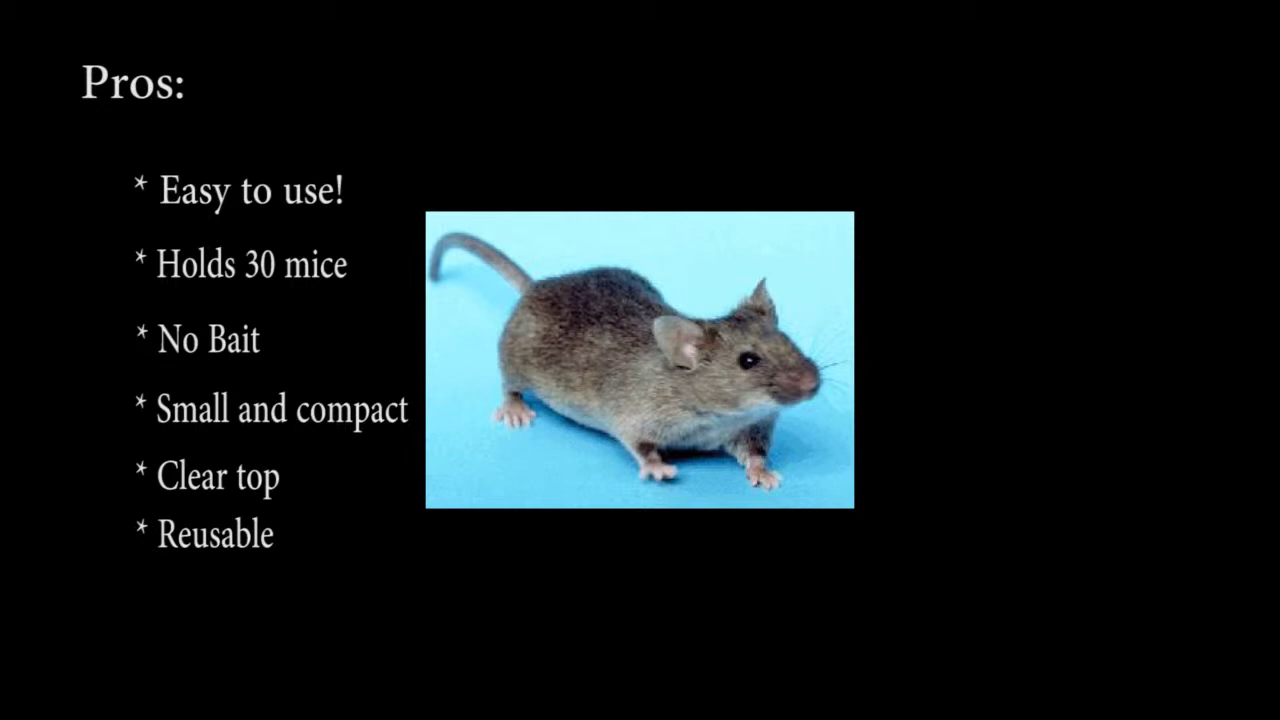 Pros:
* Easy to use!
* Holds 30 mice
* No Bait
* Small and compact
* Clear top
* Reusable